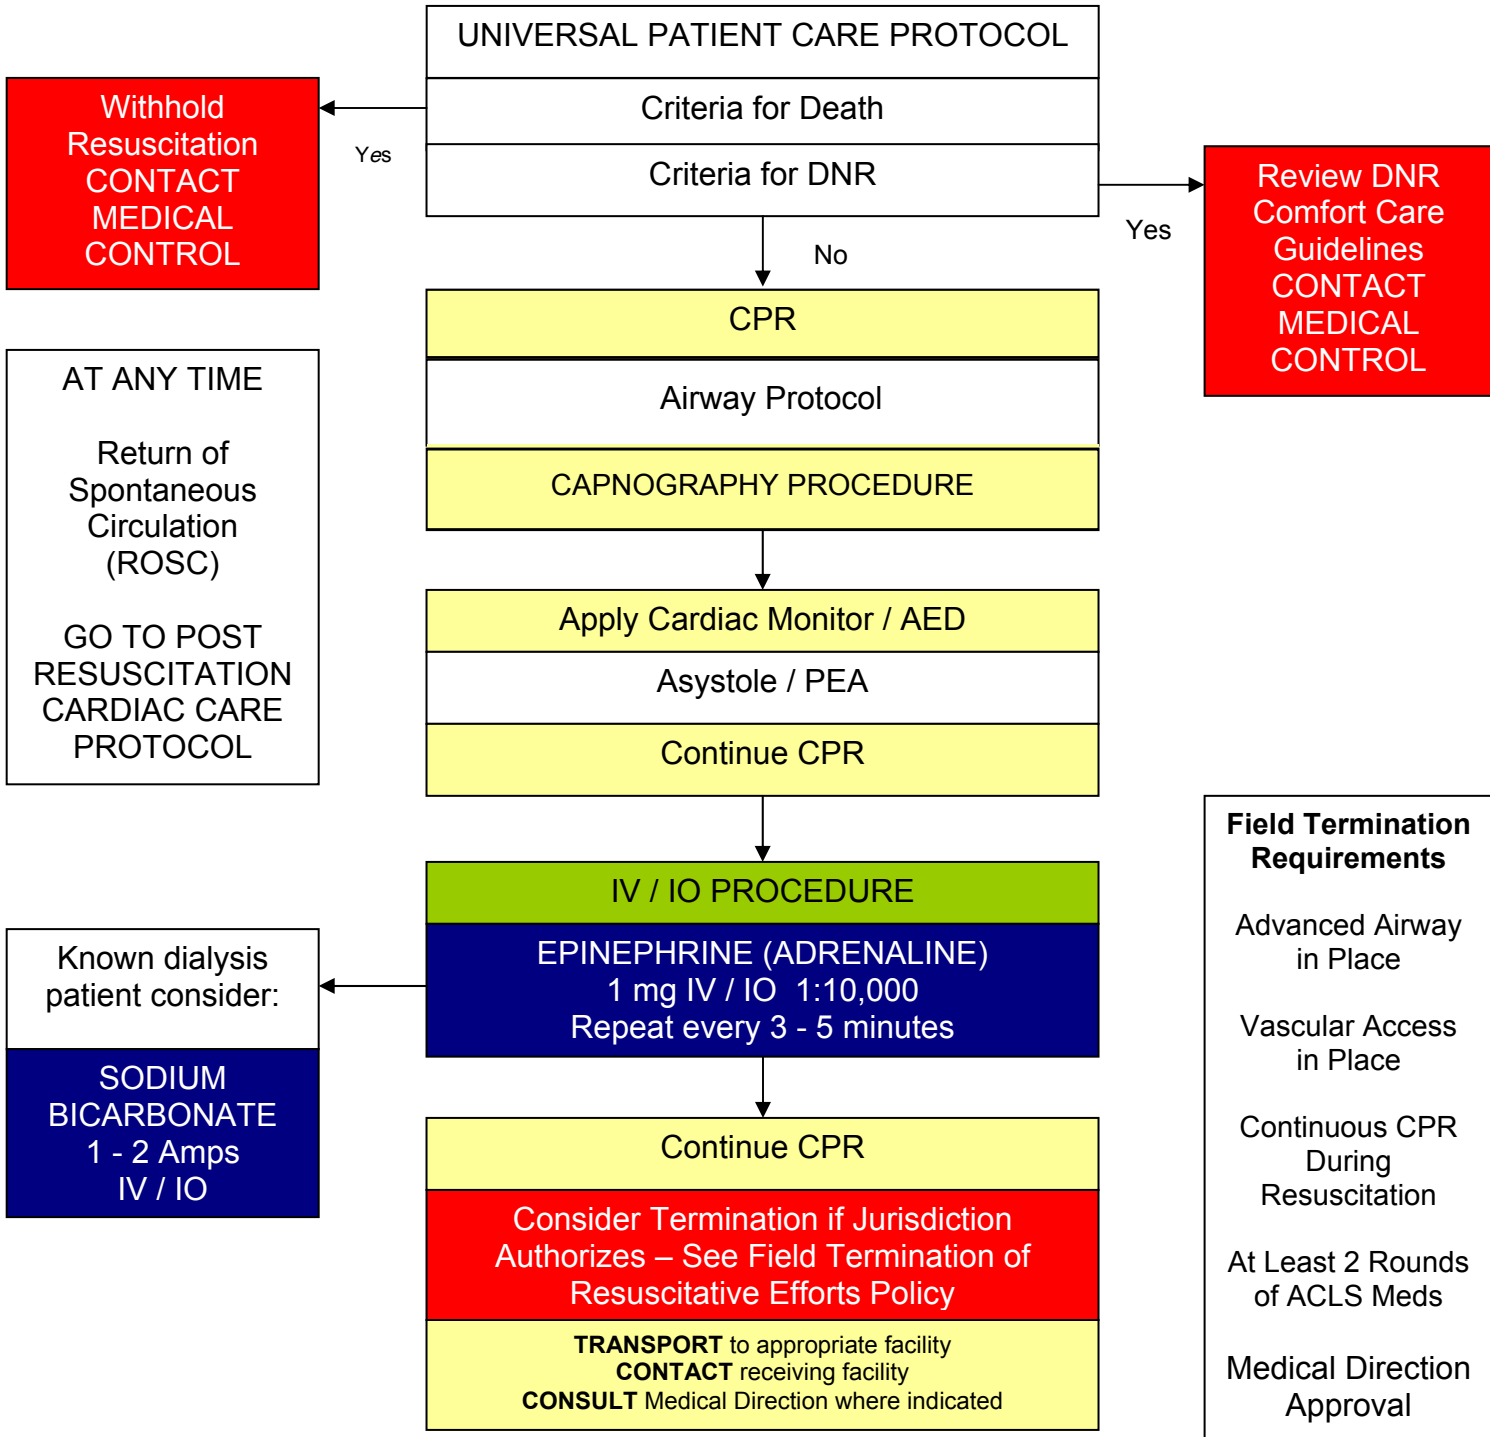 UNIVERSAL PATIENT CARE PROTOCOL
Criteria for Death
Criteria for DNR
Yes
Withhold
Resuscitation
CONTACT
MEDICAL
CONTROL
Yes
Review DNR
Comfort Care
Guidelines
CONTACT
MEDICAL
CONTROL
No
CPR
Airway Protocol
CAPNOGRAPHY PROCEDURE
AT ANY TIME
Return of
Spontaneous
Circulation
(ROSC)
GO TO POST
RESUSCITATION
CARDIAC CARE
PROTOCOL
Apply Cardiac Monitor / AED
Asystole / PEA
Continue CPR
IV / IO PROCEDURE
EPINEPHRINE (ADRENALINE)
1 mg IV / IO 1:10,000
Repeat every 3 - 5 minutes
Known dialysis
patient consider:
SODIUM
BICARBONATE
1 - 2 Amps
IV / IO
Continue CPR
Consider Termination if Jurisdiction
Authorizes – See Field Termination of
Resuscitative Efforts Policy
TRANSPORT to appropriate facility
CONTACT receiving facility
CONSULT Medical Direction where indicated
Field Termination
Requirements
Advanced Airway
in Place
Vascular Access
in Place
Continuous CPR
During
Resuscitation
At Least 2 Rounds
of ACLS Meds
Medical Direction
Approval